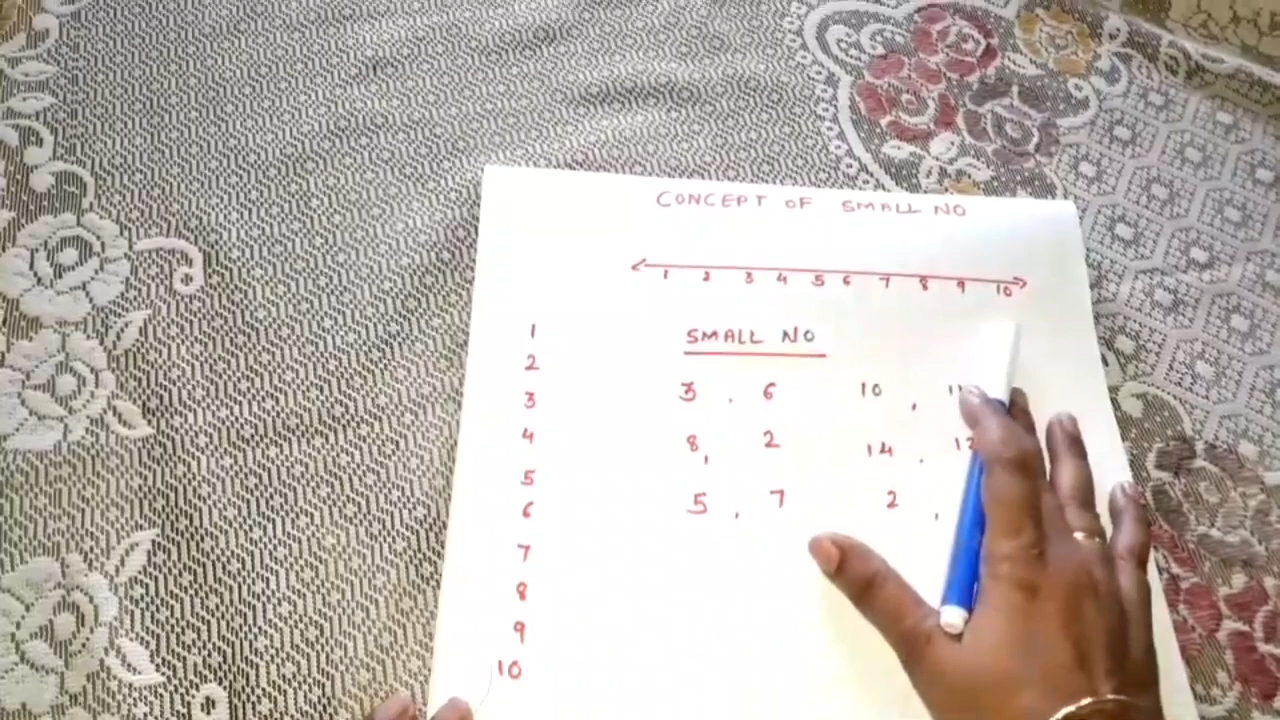 CONCEPT OF SMALL NO
1 2 3 4 5 6 7 8 9 10
SMALL NO
1
2
3
4
5
6
7
8
9
10
3 , 6
8, 2
5 , 7
10 ,
14 , 12
2 ,